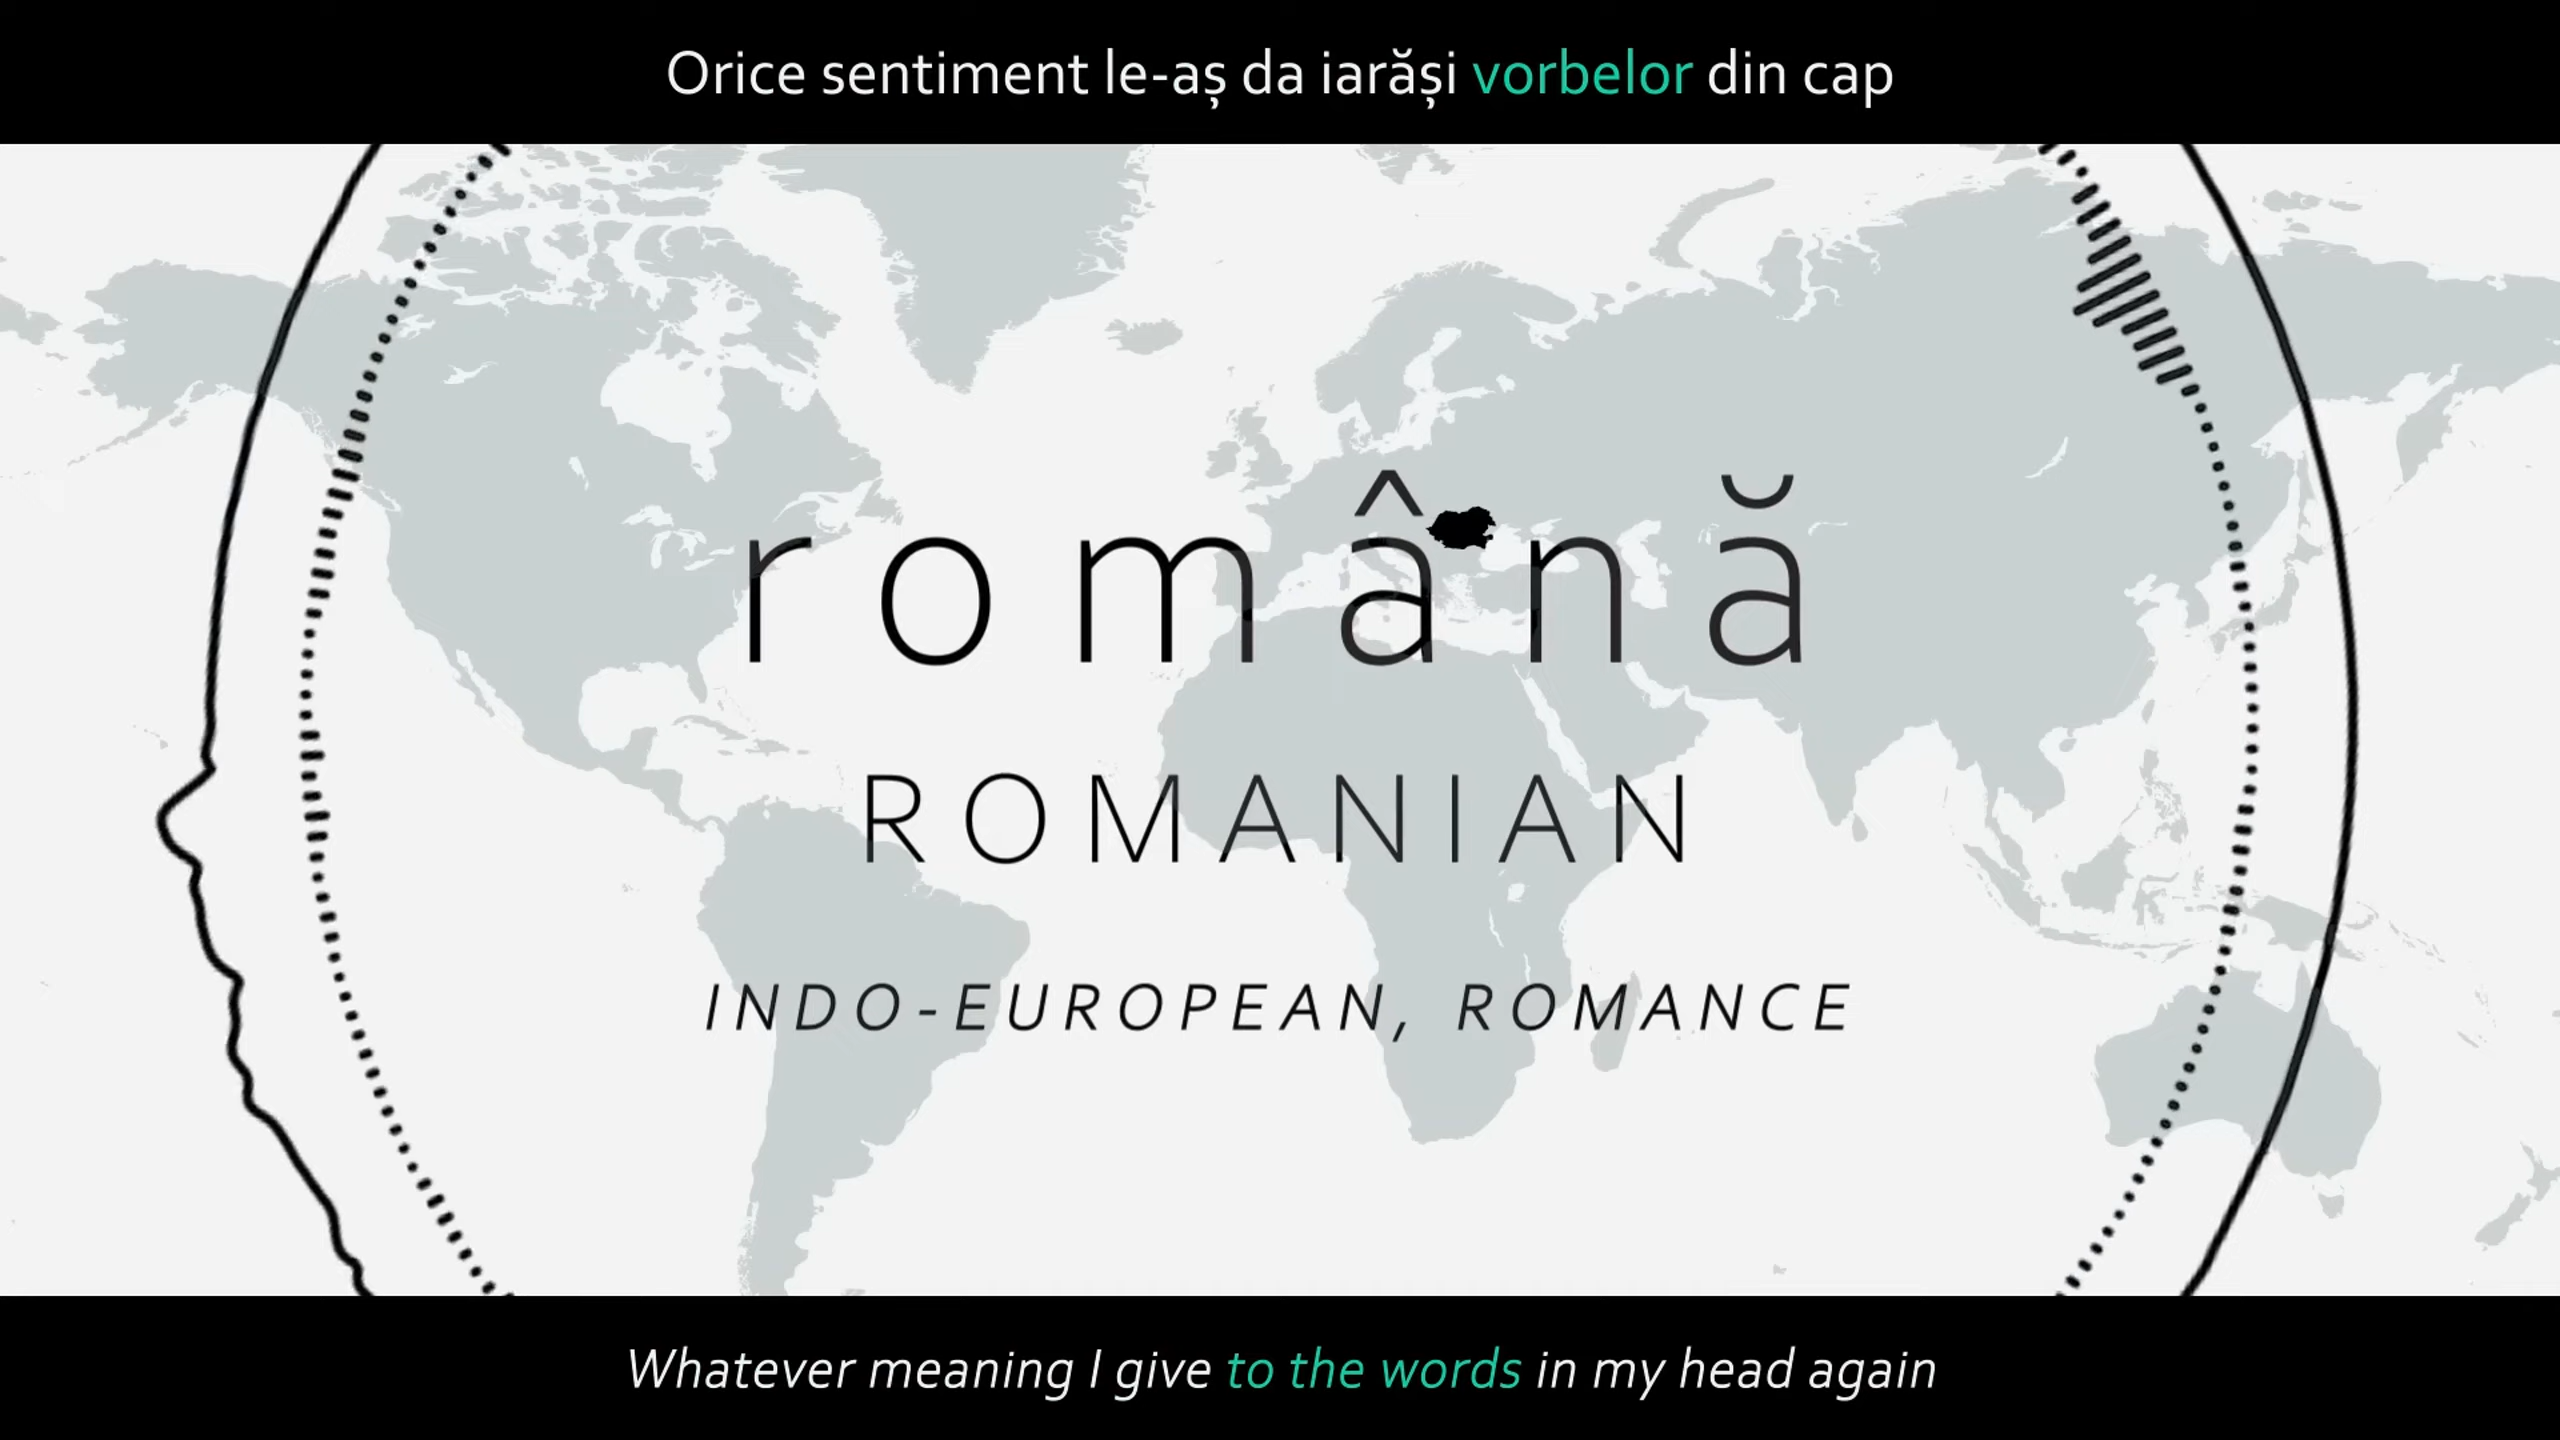 Orice sentiment le-aș da iarăși vorbelor din cap
română
ROMANIAN
INDO-EUROPEAN, ROMANCE
Whatever meaning I give to the words in my head again